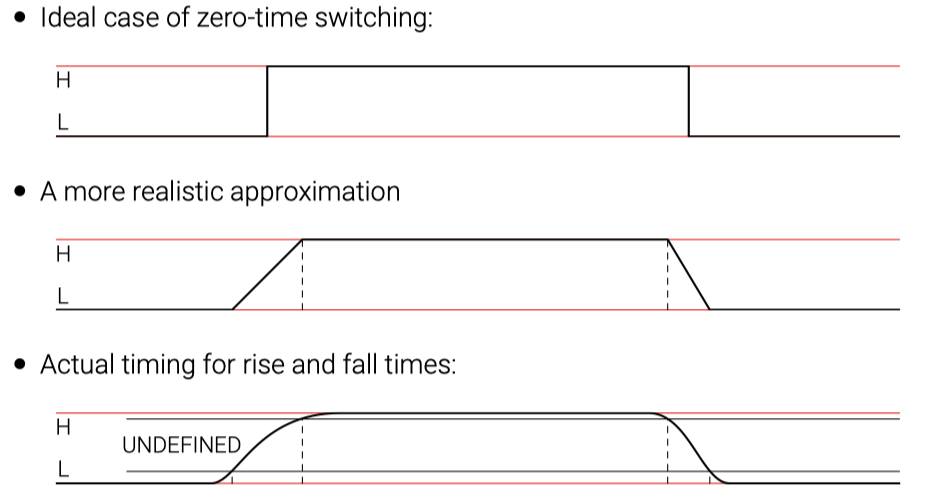 • Ideal case of zero-time switching:
H
L
• A more realistic approximation
H
L
• Actual timing for rise and fall times:
H
UNDEFINED
L